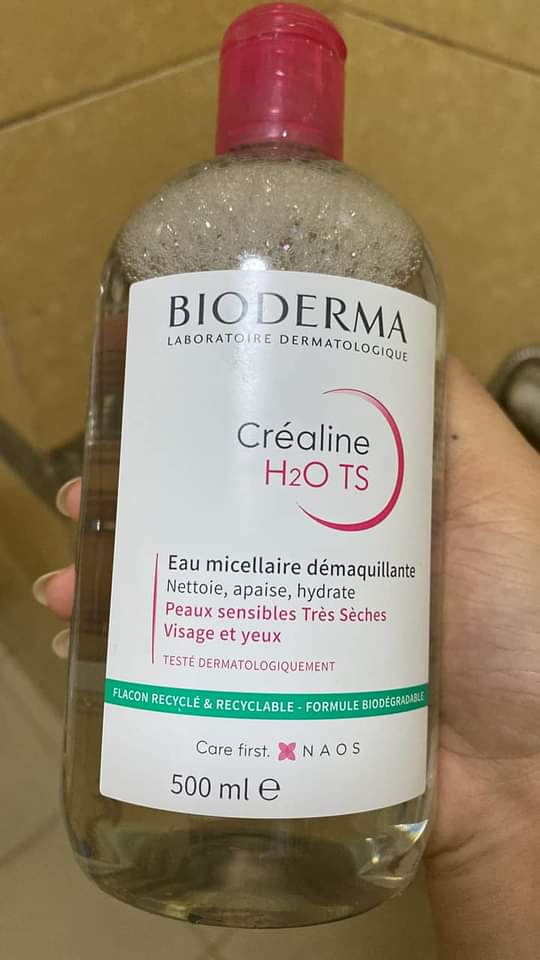 BIODERMA
LABORATOIRE DERMATOLOGIQUE
Créaline
H2O TS
Eau micellaire démaquillante
Nettoie, apaise, hydrate
Peaux sensibles Très Sèches
Visage et yeux
TESTÉ DERMATOLOGIQUEMENT
FLACON RECYCLÉ & RECYCLABLE - FORMULE BIODÉGRADABLE
Care first. NAOS
500 ml ℮